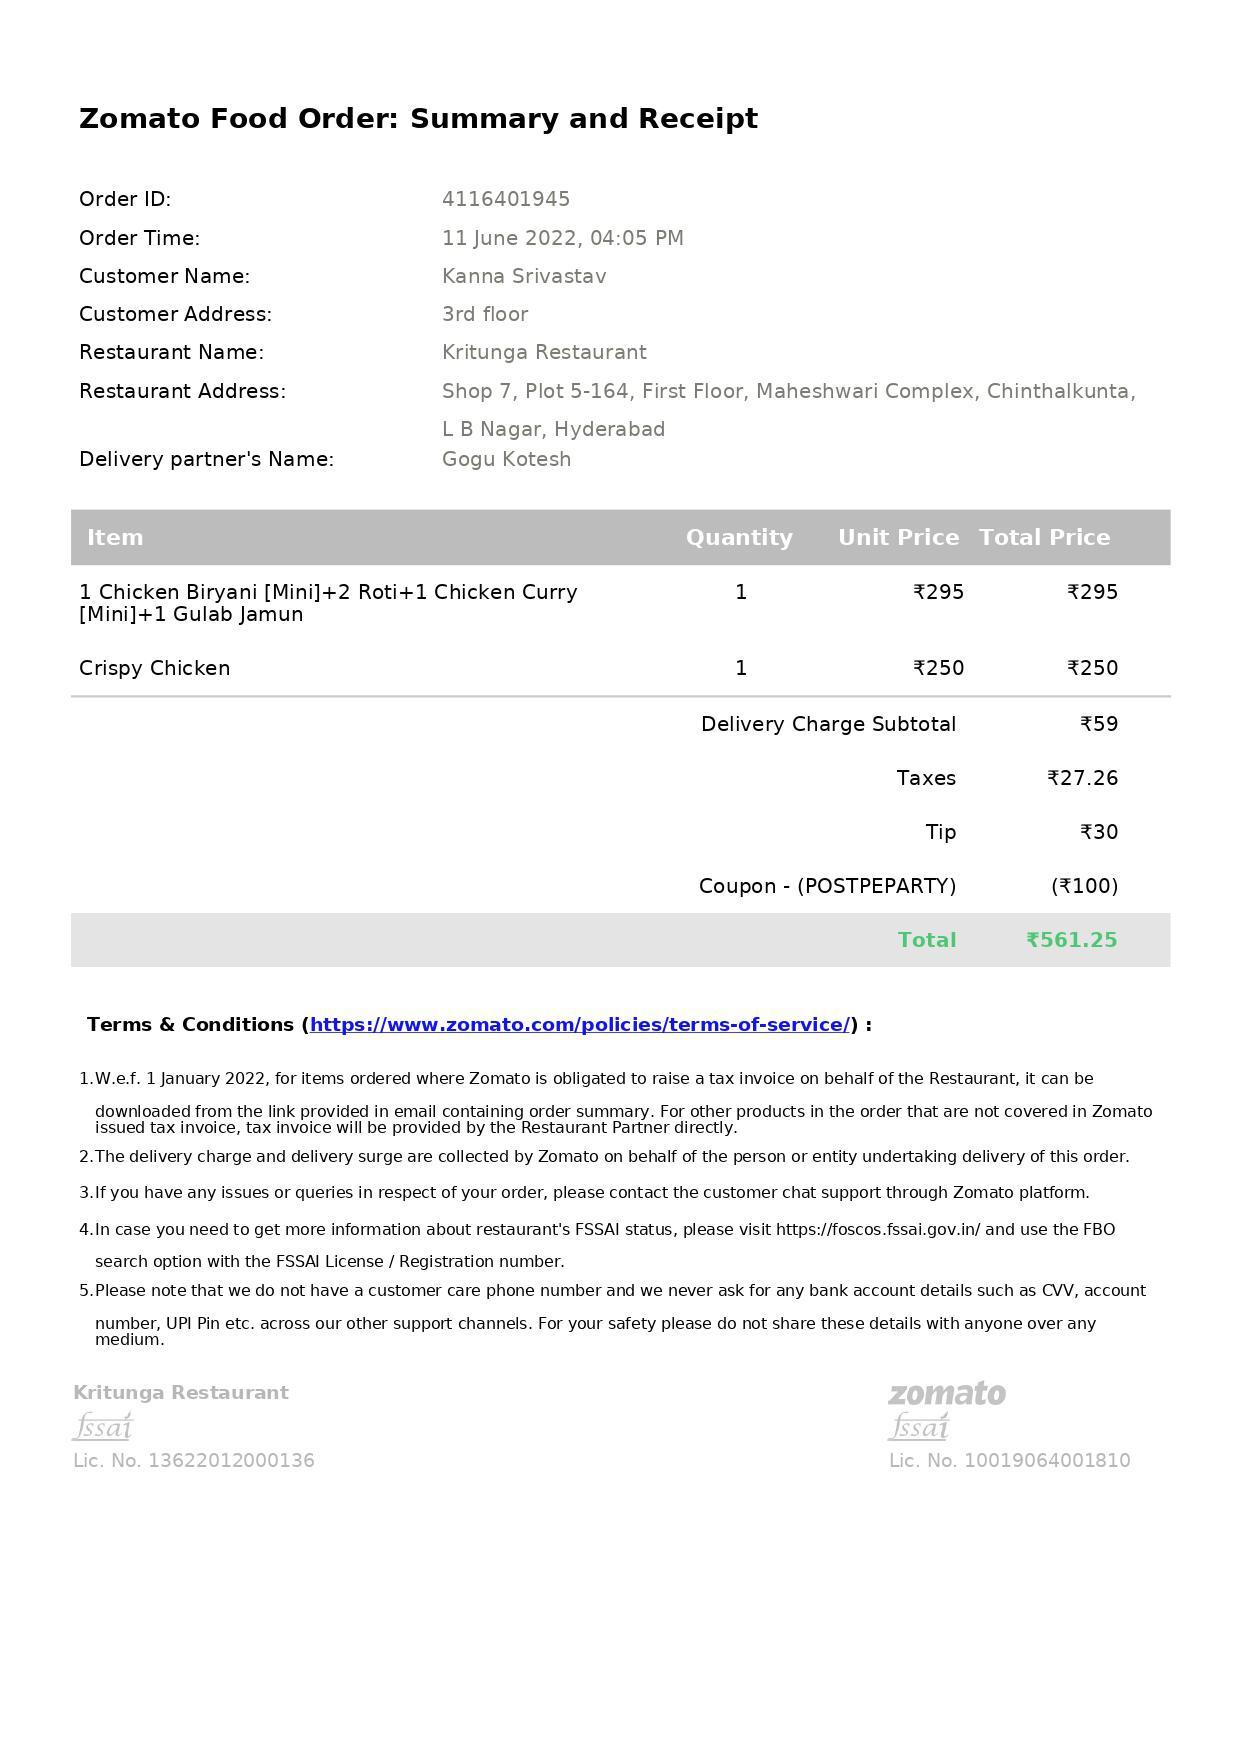 Zomato Food Order: Summary and Receipt
Order ID: 4116401945
Order Time: 11 June 2022, 04:05 PM
Customer Name: Kanna Srivastav
Customer Address: 3rd floor
Restaurant Name: Kritunga Restaurant
Restaurant Address: Shop 7, Plot 5-164, First Floor, Maheshwari Complex, Chinthalkunta,
L B Nagar, Hyderabad
Delivery partner's Name: Gogu Kotesh
Item Quantity Unit Price Total Price
1 Chicken Biryani [Mini]+2 Roti+1 Chicken Curry 1 ₹295 ₹295
[Mini]+1 Gulab Jamun
Crispy Chicken 1 ₹250 ₹250
Delivery Charge Subtotal ₹59
Taxes ₹27.26
Tip ₹30
Coupon - (POSTPEPARTY) (₹100)
Total ₹561.25
Terms & Conditions (https://www.zomato.com/policies/terms-of-service/) :
1.W.e.f. 1 January 2022, for items ordered where Zomato is obligated to raise a tax invoice on behalf of the Restaurant, it can be
downloaded from the link provided in email containing order summary. For other products in the order that are not covered in Zomato
issued tax invoice, tax invoice will be provided by the Restaurant Partner directly.
2.The delivery charge and delivery surge are collected by Zomato on behalf of the person or entity undertaking delivery of this order.
3.If you have any issues or queries in respect of your order, please contact the customer chat support through Zomato platform.
4.In case you need to get more information about restaurant's FSSAI status, please visit https://foscos.fssai.gov.in/ and use the FBO
search option with the FSSAI License / Registration number.
5.Please note that we do not have a customer care phone number and we never ask for any bank account details such as CVV, account
number, UPI Pin etc. across our other support channels. For your safety please do not share these details with anyone over any
medium.
Kritunga Restaurant zomato
fssai fssai
Lic. No. 13622012000136 Lic. No. 10019064001810